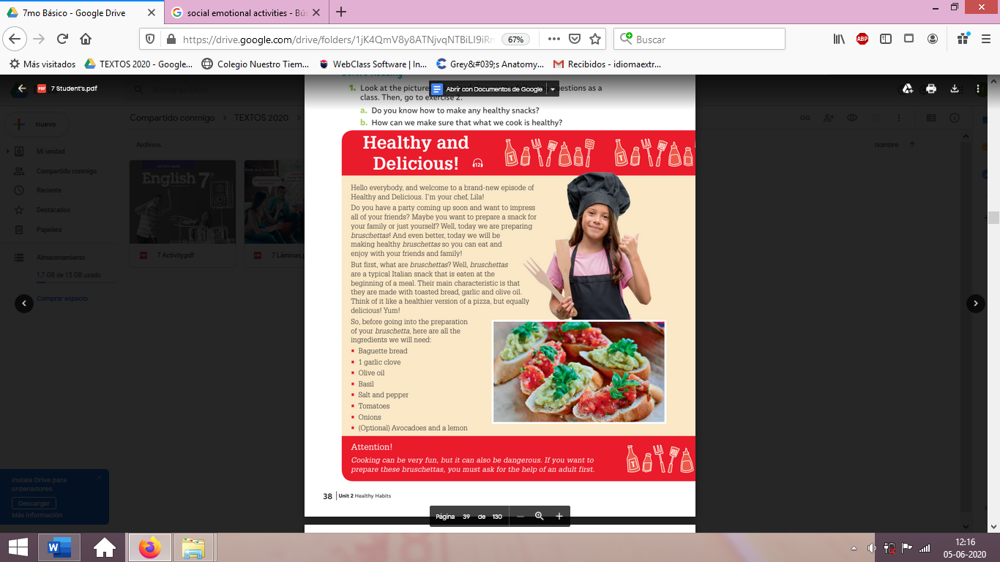 7mo Básico - Google Drive
social emotional activities - Bús
https://drive.google.com/drive/folders/1jK4QmV8y8ATNjvqNTBiLI9iRm
67%
Buscar
Más visitados
TEXTOS 2020 - Google...
Colegio Nuestro Tiem...
WebClass Software | In...
Grey&#039;s Anatomy...
Recibidos - idiomaextr...
7 Student's.pdf
Abrir con Documentos de Google
Compartido conmigo > TEXTOS 2020 >
Nuevo
Mi unidad
Compartido conmigo
Reciente
Destacados
Papelera
Almacenamiento
1,7 GB de 15 GB usado
Comprar espacio
Archivos
Nombre
English 7°
7 Activity.pdf
7 Láminas.p
Instala Drive para
ordenadores
Descargar
Más información
1. Look at the pictures questions as a
class. Then, go to exercise 2.
a. Do you know how to make any healthy snacks?
b. How can we make sure that what we cook is healthy?
Healthy and
Delicious!
12
Hello everybody, and welcome to a brand-new episode of
Healthy and Delicious. I'm your chef, Lila!
Do you have a party coming up soon and want to impress
all of your friends? Maybe you want to prepare a snack for
your family or just yourself? Well, today we are preparing
bruschettas! And even better, today we will be
making healthy bruschettas so you can eat and
enjoy with your friends and family!
But first, what are bruschettas? Well, bruschettas
are a typical Italian snack that is eaten at the
beginning of a meal. Their main characteristic is that
they are made with toasted bread, garlic and olive oil.
Think of it like a healthier version of a pizza, but equally
delicious! Yum!
So, before going into the preparation
of your bruschetta, here are all the
ingredients we will need:
▪ Baguette bread
▪ 1 garlic clove
▪ Olive oil
▪ Basil
▪ Salt and pepper
▪ Tomatoes
▪ Onions
▪ (Optional) Avocadoes and a lemon
Attention!
Cooking can be very fun, but it can also be dangerous. If you want to
prepare these bruschettas, you must ask for the help of an adult first.
38 Unit 2 Healthy Habits
Página 39 de 130
12:16
05-06-2020